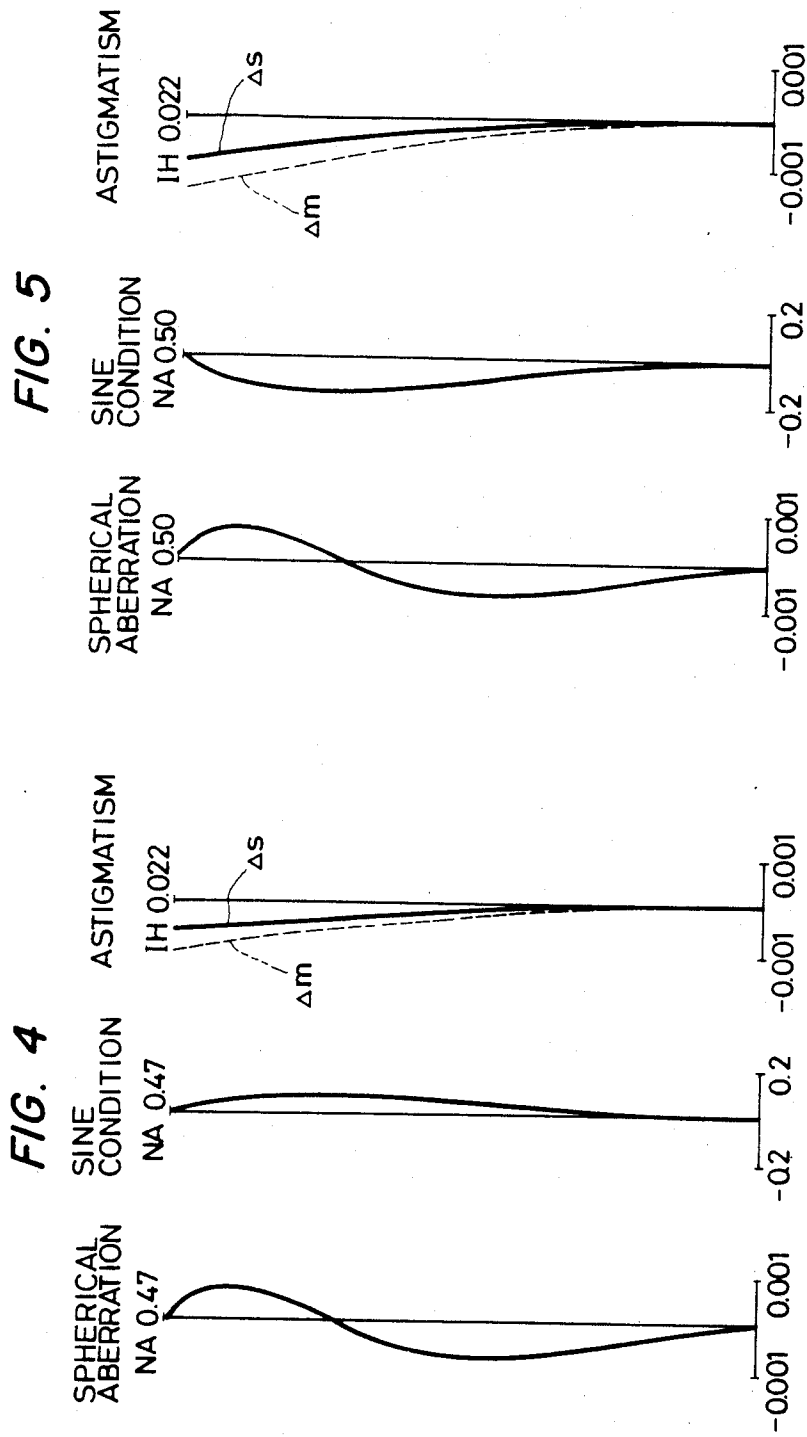 FIG. 4
SPHERICAL
ABERRATION
NA 0.47
-0.001 0.001
SINE
CONDITION
NA 0.47
-0.2 0.2
ASTIGMATISM
IH 0.022
Δs
Δm
-0.001 0.001
FIG. 5
SPHERICAL
ABERRATION
NA 0.50
-0.001 0.001
SINE
CONDITION
NA 0.50
-0.2 0.2
ASTIGMATISM
IH 0.022
Δs
Δm
-0.001 0.001